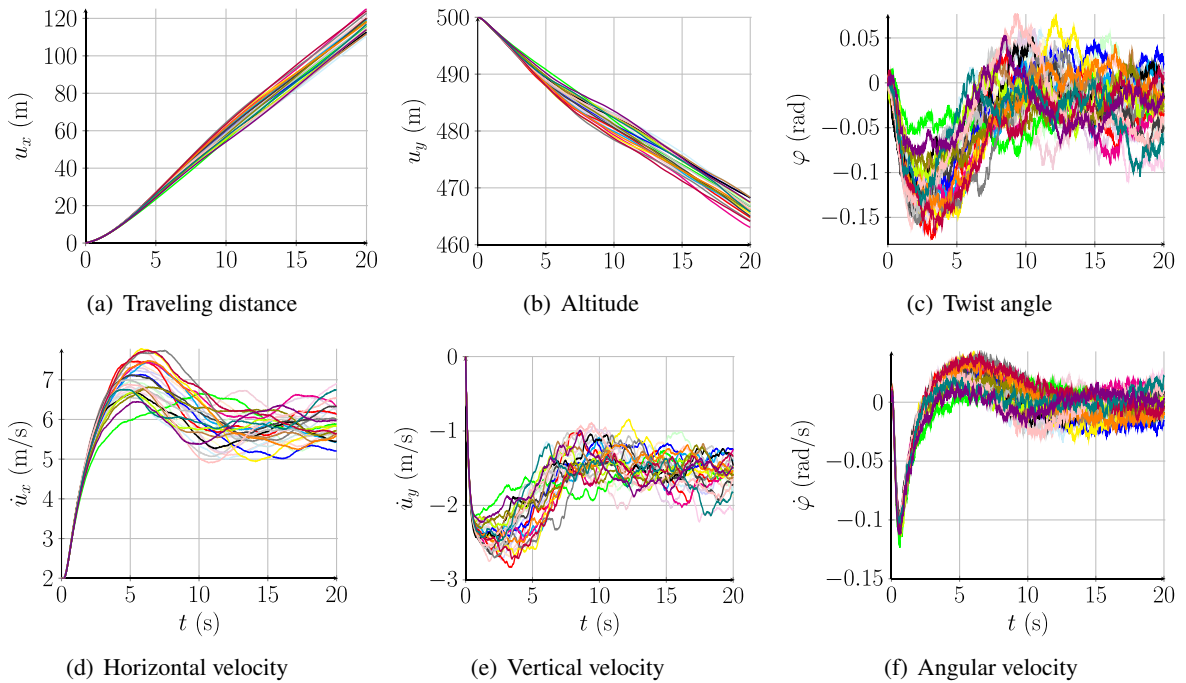 120
100
80
60
40
20
0
u_x (m)
0 5 10 15 20
(a) Traveling distance
500
490
480
470
460
u_y (m)
0 5 10 15 20
(b) Altitude
0.05
0
−0.05
−0.1
−0.15
φ (rad)
0 5 10 15 20
(c) Twist angle
7
6
5
4
3
2
u̇_x (m/s)
0 5 10 15 20
t (s)
(d) Horizontal velocity
0
−1
−2
−3
u̇_y (m/s)
0 5 10 15 20
t (s)
(e) Vertical velocity
0
−0.05
−0.1
−0.15
φ̇ (rad/s)
0 5 10 15 20
t (s)
(f) Angular velocity